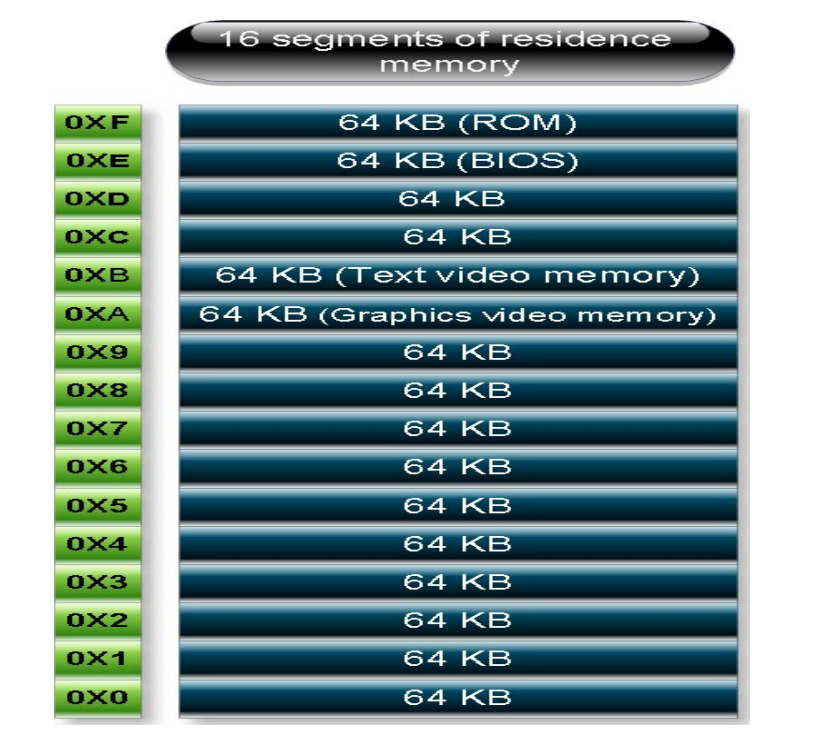 16 segments of residence
memory
0XF 64 KB (ROM)
0XE 64 KB (BIOS)
0XD 64 KB
0XC 64 KB
0XB 64 KB (Text video memory)
0XA 64 KB (Graphics video memory)
0X9 64 KB
0X8 64 KB
0X7 64 KB
0X6 64 KB
0X5 64 KB
0X4 64 KB
0X3 64 KB
0X2 64 KB
0X1 64 KB
0X0 64 KB